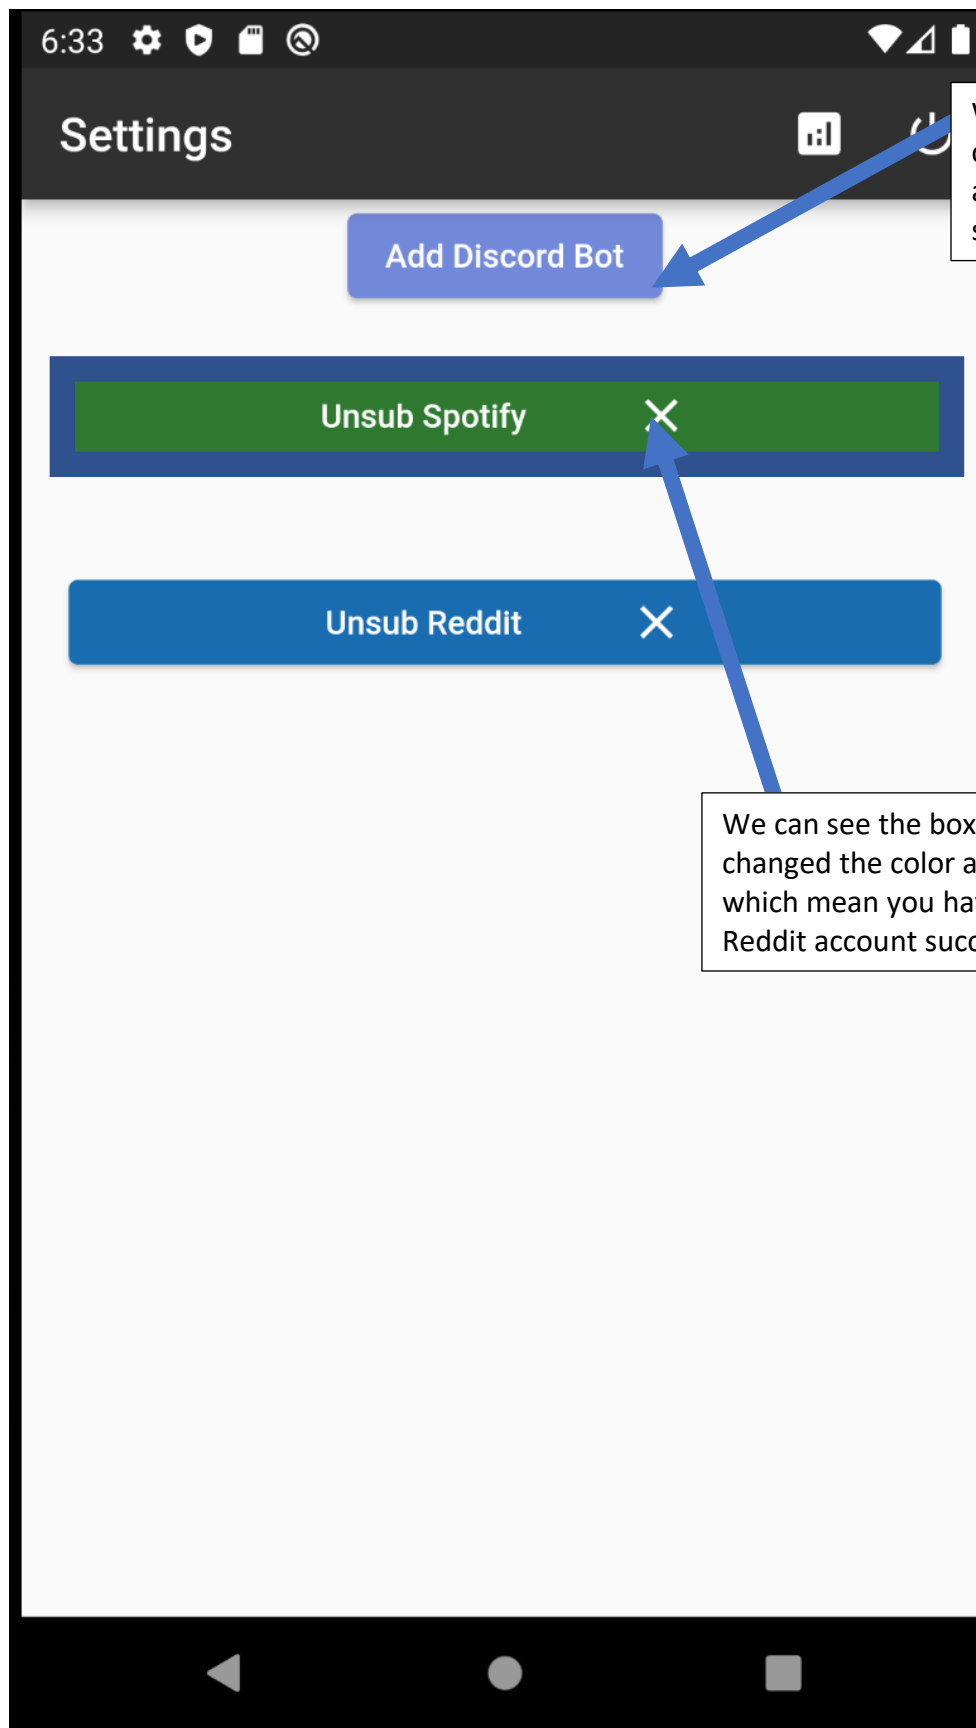 6:33
Settings
Add Discord Bot
Unsub Spotify
Unsub Reddit
We can see the box
changed the color
which mean you
Reddit account